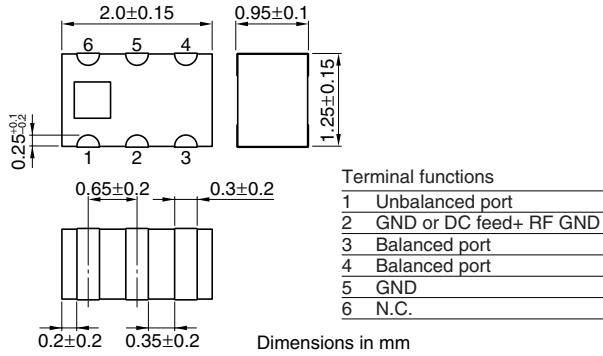 2.0±0.15
0.95±0.1
6 5 4
1.25±0.15
0.25+0.1 −0.2
1 2 3
0.65±0.2
0.3±0.2
0.2±0.2
0.35±0.2
Terminal functions
1 Unbalanced port
2 GND or DC feed+ RF GND
3 Balanced port
4 Balanced port
5 GND
6 N.C.
Dimensions in mm